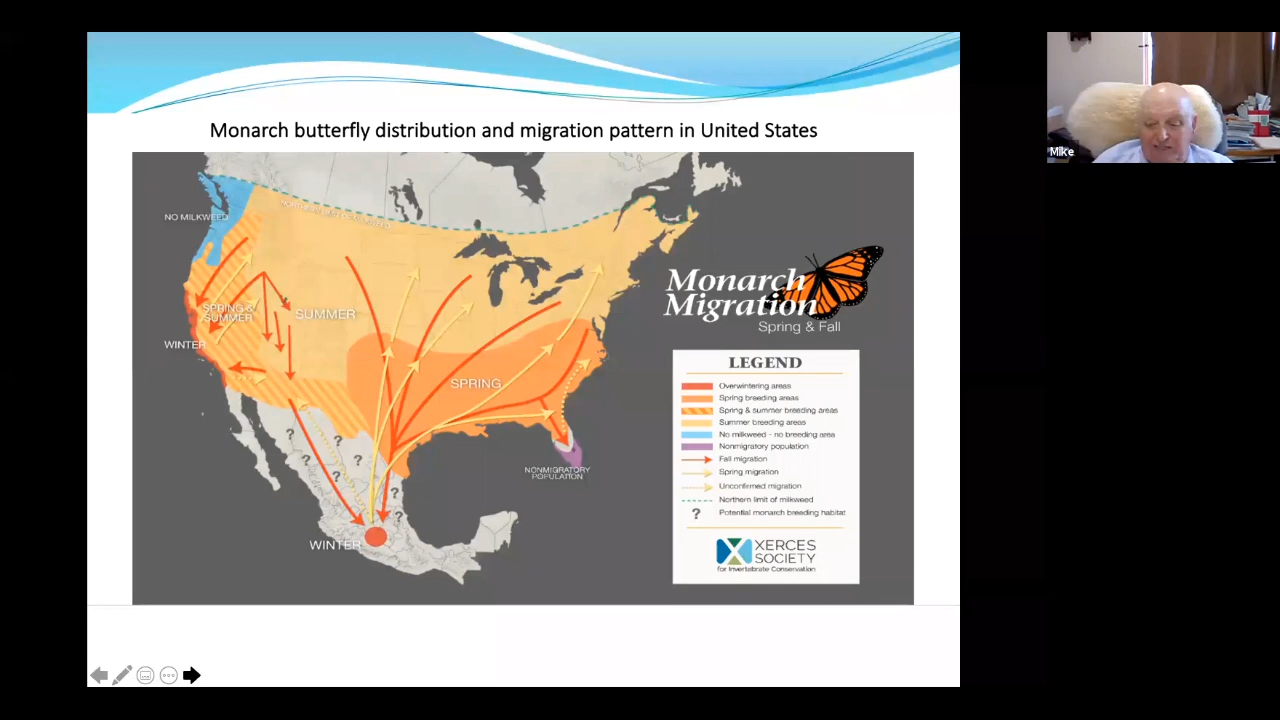 Monarch butterfly distribution and migration pattern in United States
Mike
NO MILKWEED
SPRING &
SUMMER
SUMMER
WINTER
SPRING
NONMIGRATORY
POPULATION
WINTER
?
?
?
?
?
?
?
Monarch
Migration
Spring & Fall
LEGEND
Overwintering areas
Spring breeding areas
Spring & summer breeding areas
Summer breeding areas
No milkweed - no breeding area
Nonmigratory population
Fall migration
Spring migration
Unconfirmed migration
Northern limit of milkweed
? Potential monarch breeding habitat
XERCES
SOCIETY
for Invertebrate Conservation